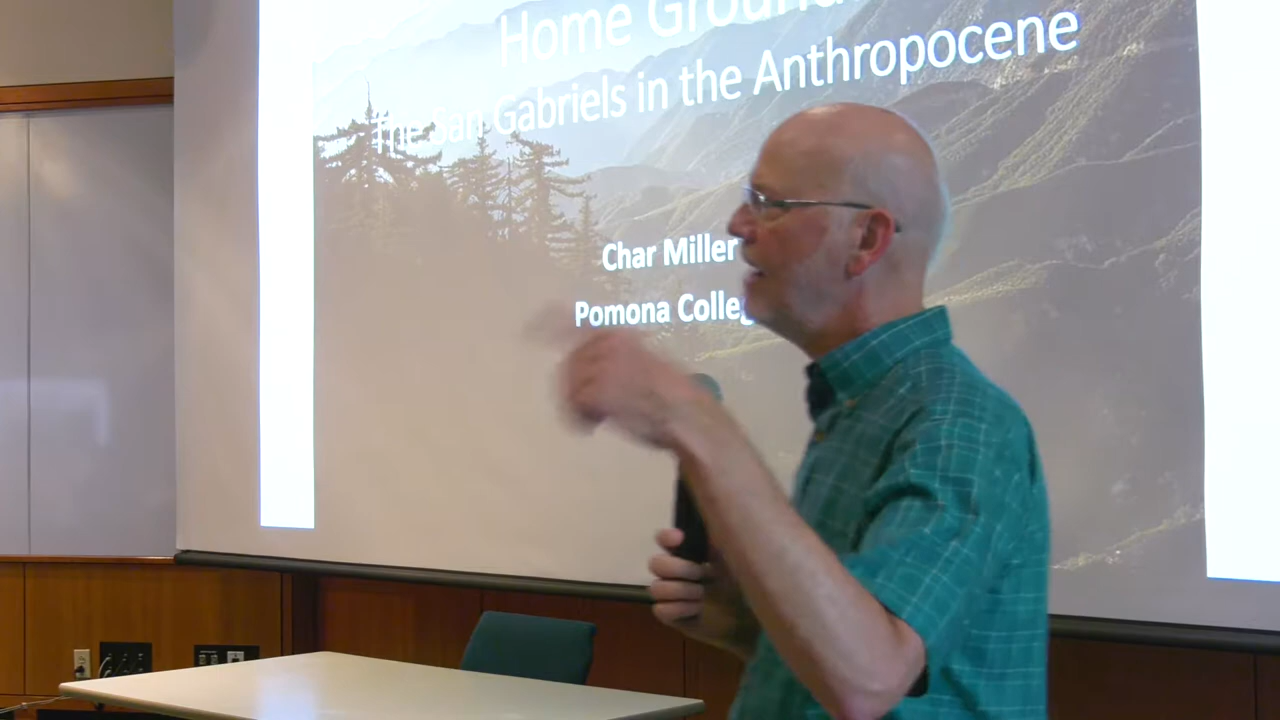 Home Ground
The San Gabriels in the Anthropocene
Char Miller
Pomona Colleg